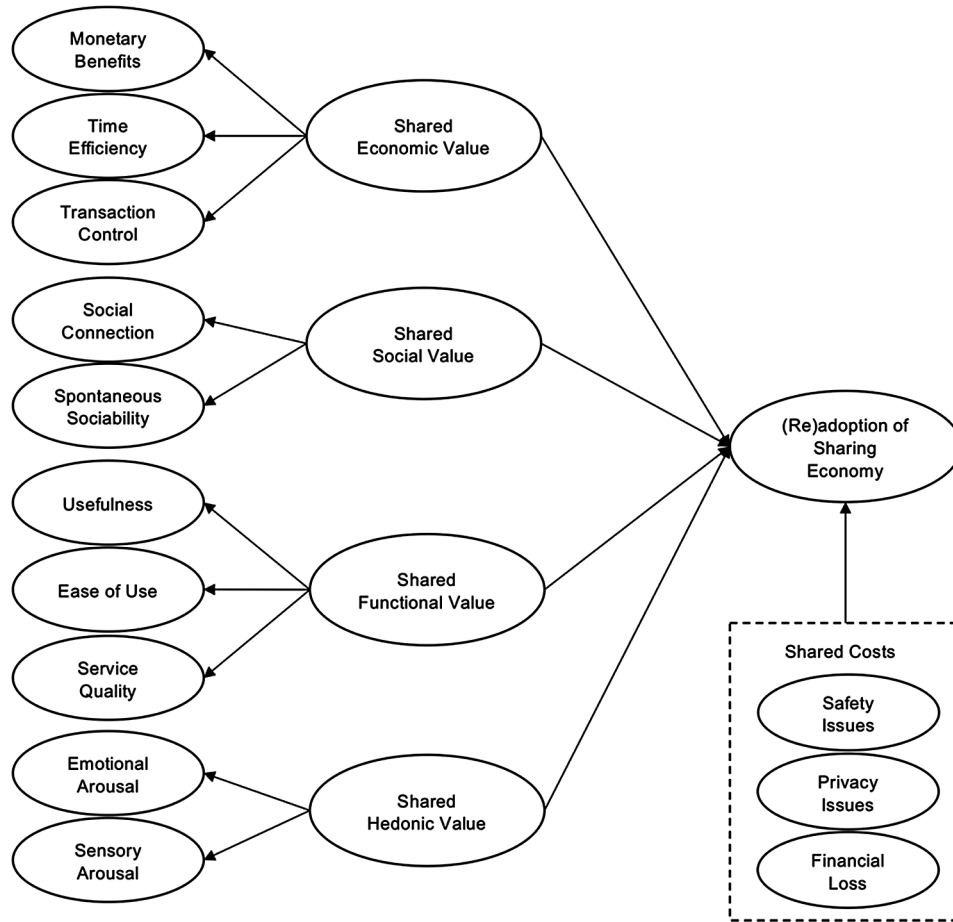 Monetary
Benefits
Time
Efficiency
Transaction
Control
Social
Connection
Spontaneous
Sociability
Usefulness
Ease of Use
Service
Quality
Emotional
Arousal
Sensory
Arousal
Shared
Economic Value
Shared
Social Value
Shared
Functional Value
Shared
Hedonic Value
(Re)adoption of
Sharing
Economy
Shared Costs
Safety
Issues
Privacy
Issues
Financial
Loss